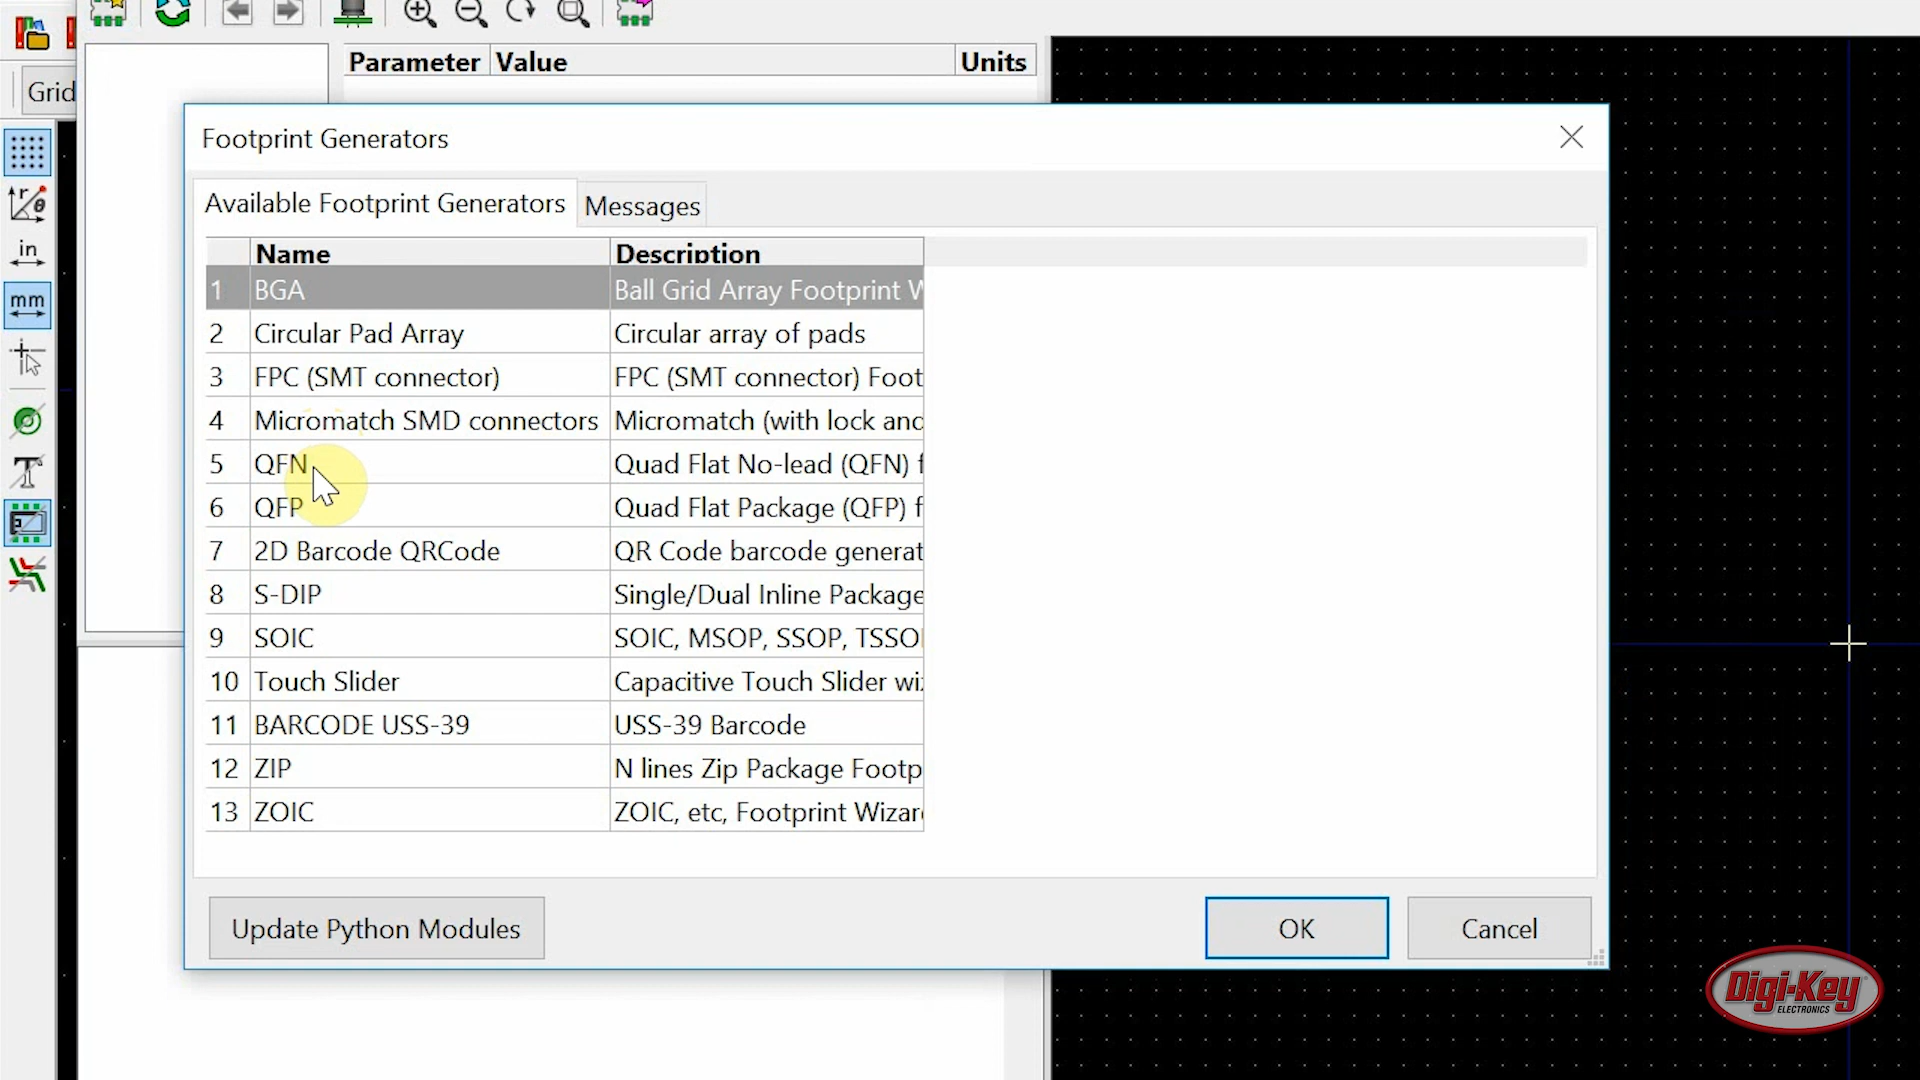 Parameter Value Units
Grid
Footprint Generators
Available Footprint Generators Messages
in
mm
Name Description
1 BGA Ball Grid Array Footprint W
2 Circular Pad Array Circular array of pads
3 FPC (SMT connector) FPC (SMT connector) Foot
4 Micromatch SMD connectors Micromatch (with lock and
5 QFN Quad Flat No-lead (QFN) f
6 QFP Quad Flat Package (QFP) f
7 2D Barcode QRCode QR Code barcode generat
8 S-DIP Single/Dual Inline Package
9 SOIC SOIC, MSOP, SSOP, TSSO
10 Touch Slider Capacitive Touch Slider wi
11 BARCODE USS-39 USS-39 Barcode
12 ZIP N lines Zip Package Footp
13 ZOIC ZOIC, etc, Footprint Wizar
Update Python Modules OK Cancel
Digi-Key
ELECTRONICS